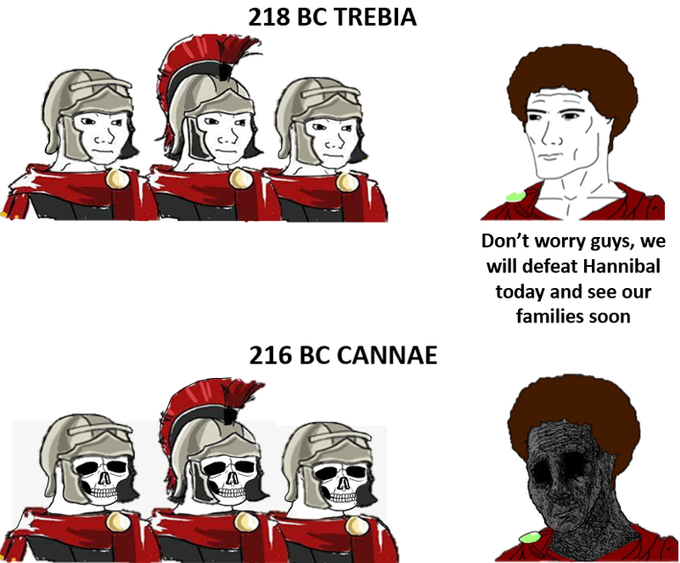 218 BC TREBIA
Don't worry guys, we
will defeat Hannibal
today and see our
families soon
216 BC CANNAE